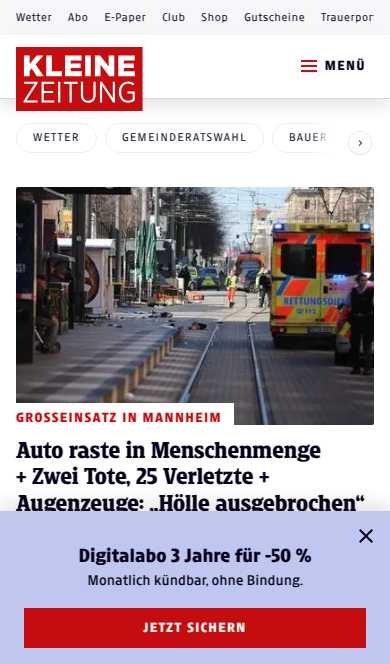 Wetter Abo E-Paper Club Shop Gutscheine Trauerpor
KLEINE
ZEITUNG
MENÜ
WETTER GEMEINDERATSWAHL BAUER
RETTUNGSDIE
GROSSEINSATZ IN MANNHEIM
Auto raste in Menschenmenge
+ Zwei Tote, 25 Verletzte +
Augenzeuge: „Hölle ausgebrochen“
Digitalabo 3 Jahre für -50 %
Monatlich kündbar, ohne Bindung.
JETZT SICHERN